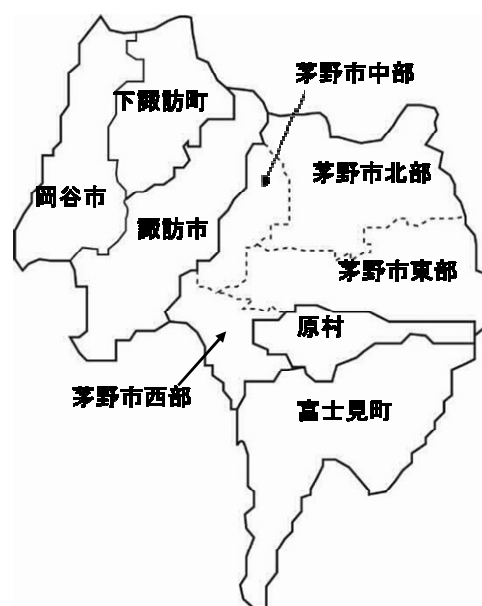 茅野市中部
下諏訪町
茅野市北部
岡谷市
諏訪市
茅野市東部
原村
茅野市西部
富士見町